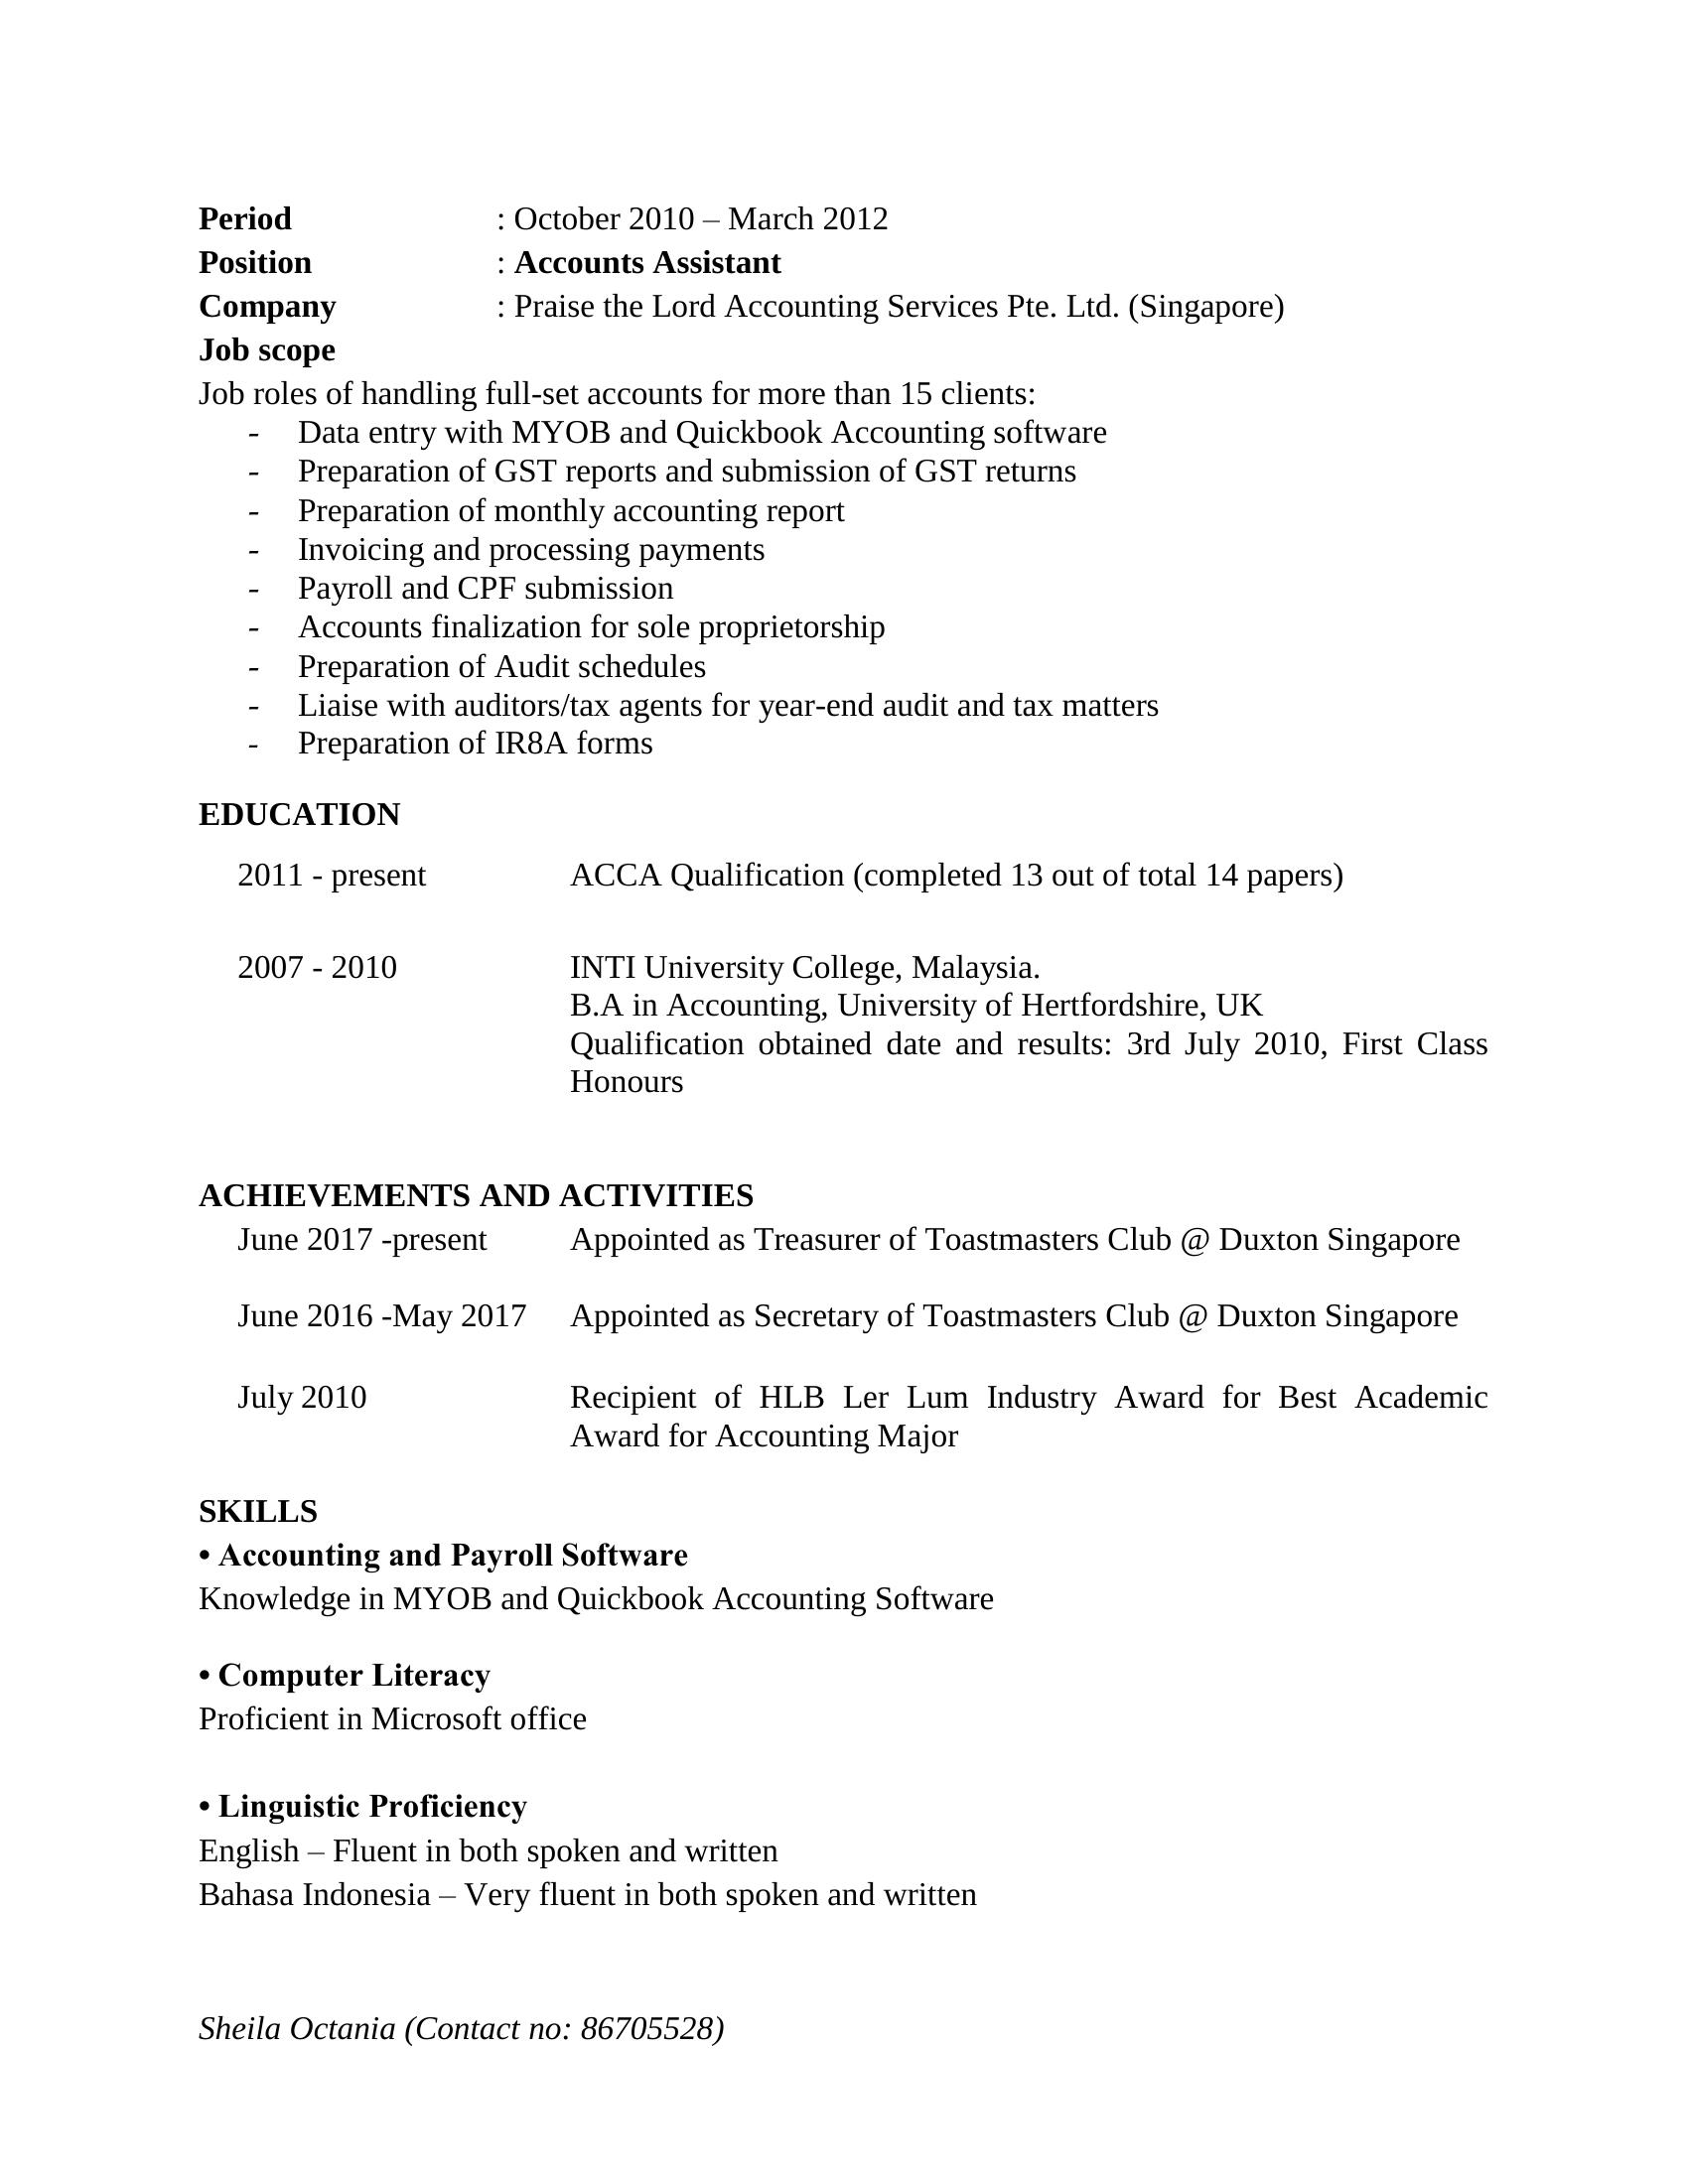 Period : October 2010 – March 2012
Position : Accounts Assistant
Company : Praise the Lord Accounting Services Pte. Ltd. (Singapore)
Job scope
Job roles of handling full-set accounts for more than 15 clients:
- Data entry with MYOB and Quickbook Accounting software
- Preparation of GST reports and submission of GST returns
- Preparation of monthly accounting report
- Invoicing and processing payments
- Payroll and CPF submission
- Accounts finalization for sole proprietorship
- Preparation of Audit schedules
- Liaise with auditors/tax agents for year-end audit and tax matters
- Preparation of IR8A forms
EDUCATION
2011 - present ACCA Qualification (completed 13 out of total 14 papers)
2007 - 2010 INTI University College, Malaysia.
B.A in Accounting, University of Hertfordshire, UK
Qualification obtained date and results: 3rd July 2010, First Class
Honours
ACHIEVEMENTS AND ACTIVITIES
June 2017 -present Appointed as Treasurer of Toastmasters Club @ Duxton Singapore
June 2016 -May 2017 Appointed as Secretary of Toastmasters Club @ Duxton Singapore
July 2010 Recipient of HLB Ler Lum Industry Award for Best Academic
Award for Accounting Major
SKILLS
• Accounting and Payroll Software
Knowledge in MYOB and Quickbook Accounting Software
• Computer Literacy
Proficient in Microsoft office
• Linguistic Proficiency
English – Fluent in both spoken and written
Bahasa Indonesia – Very fluent in both spoken and written
Sheila Octania (Contact no: 86705528)